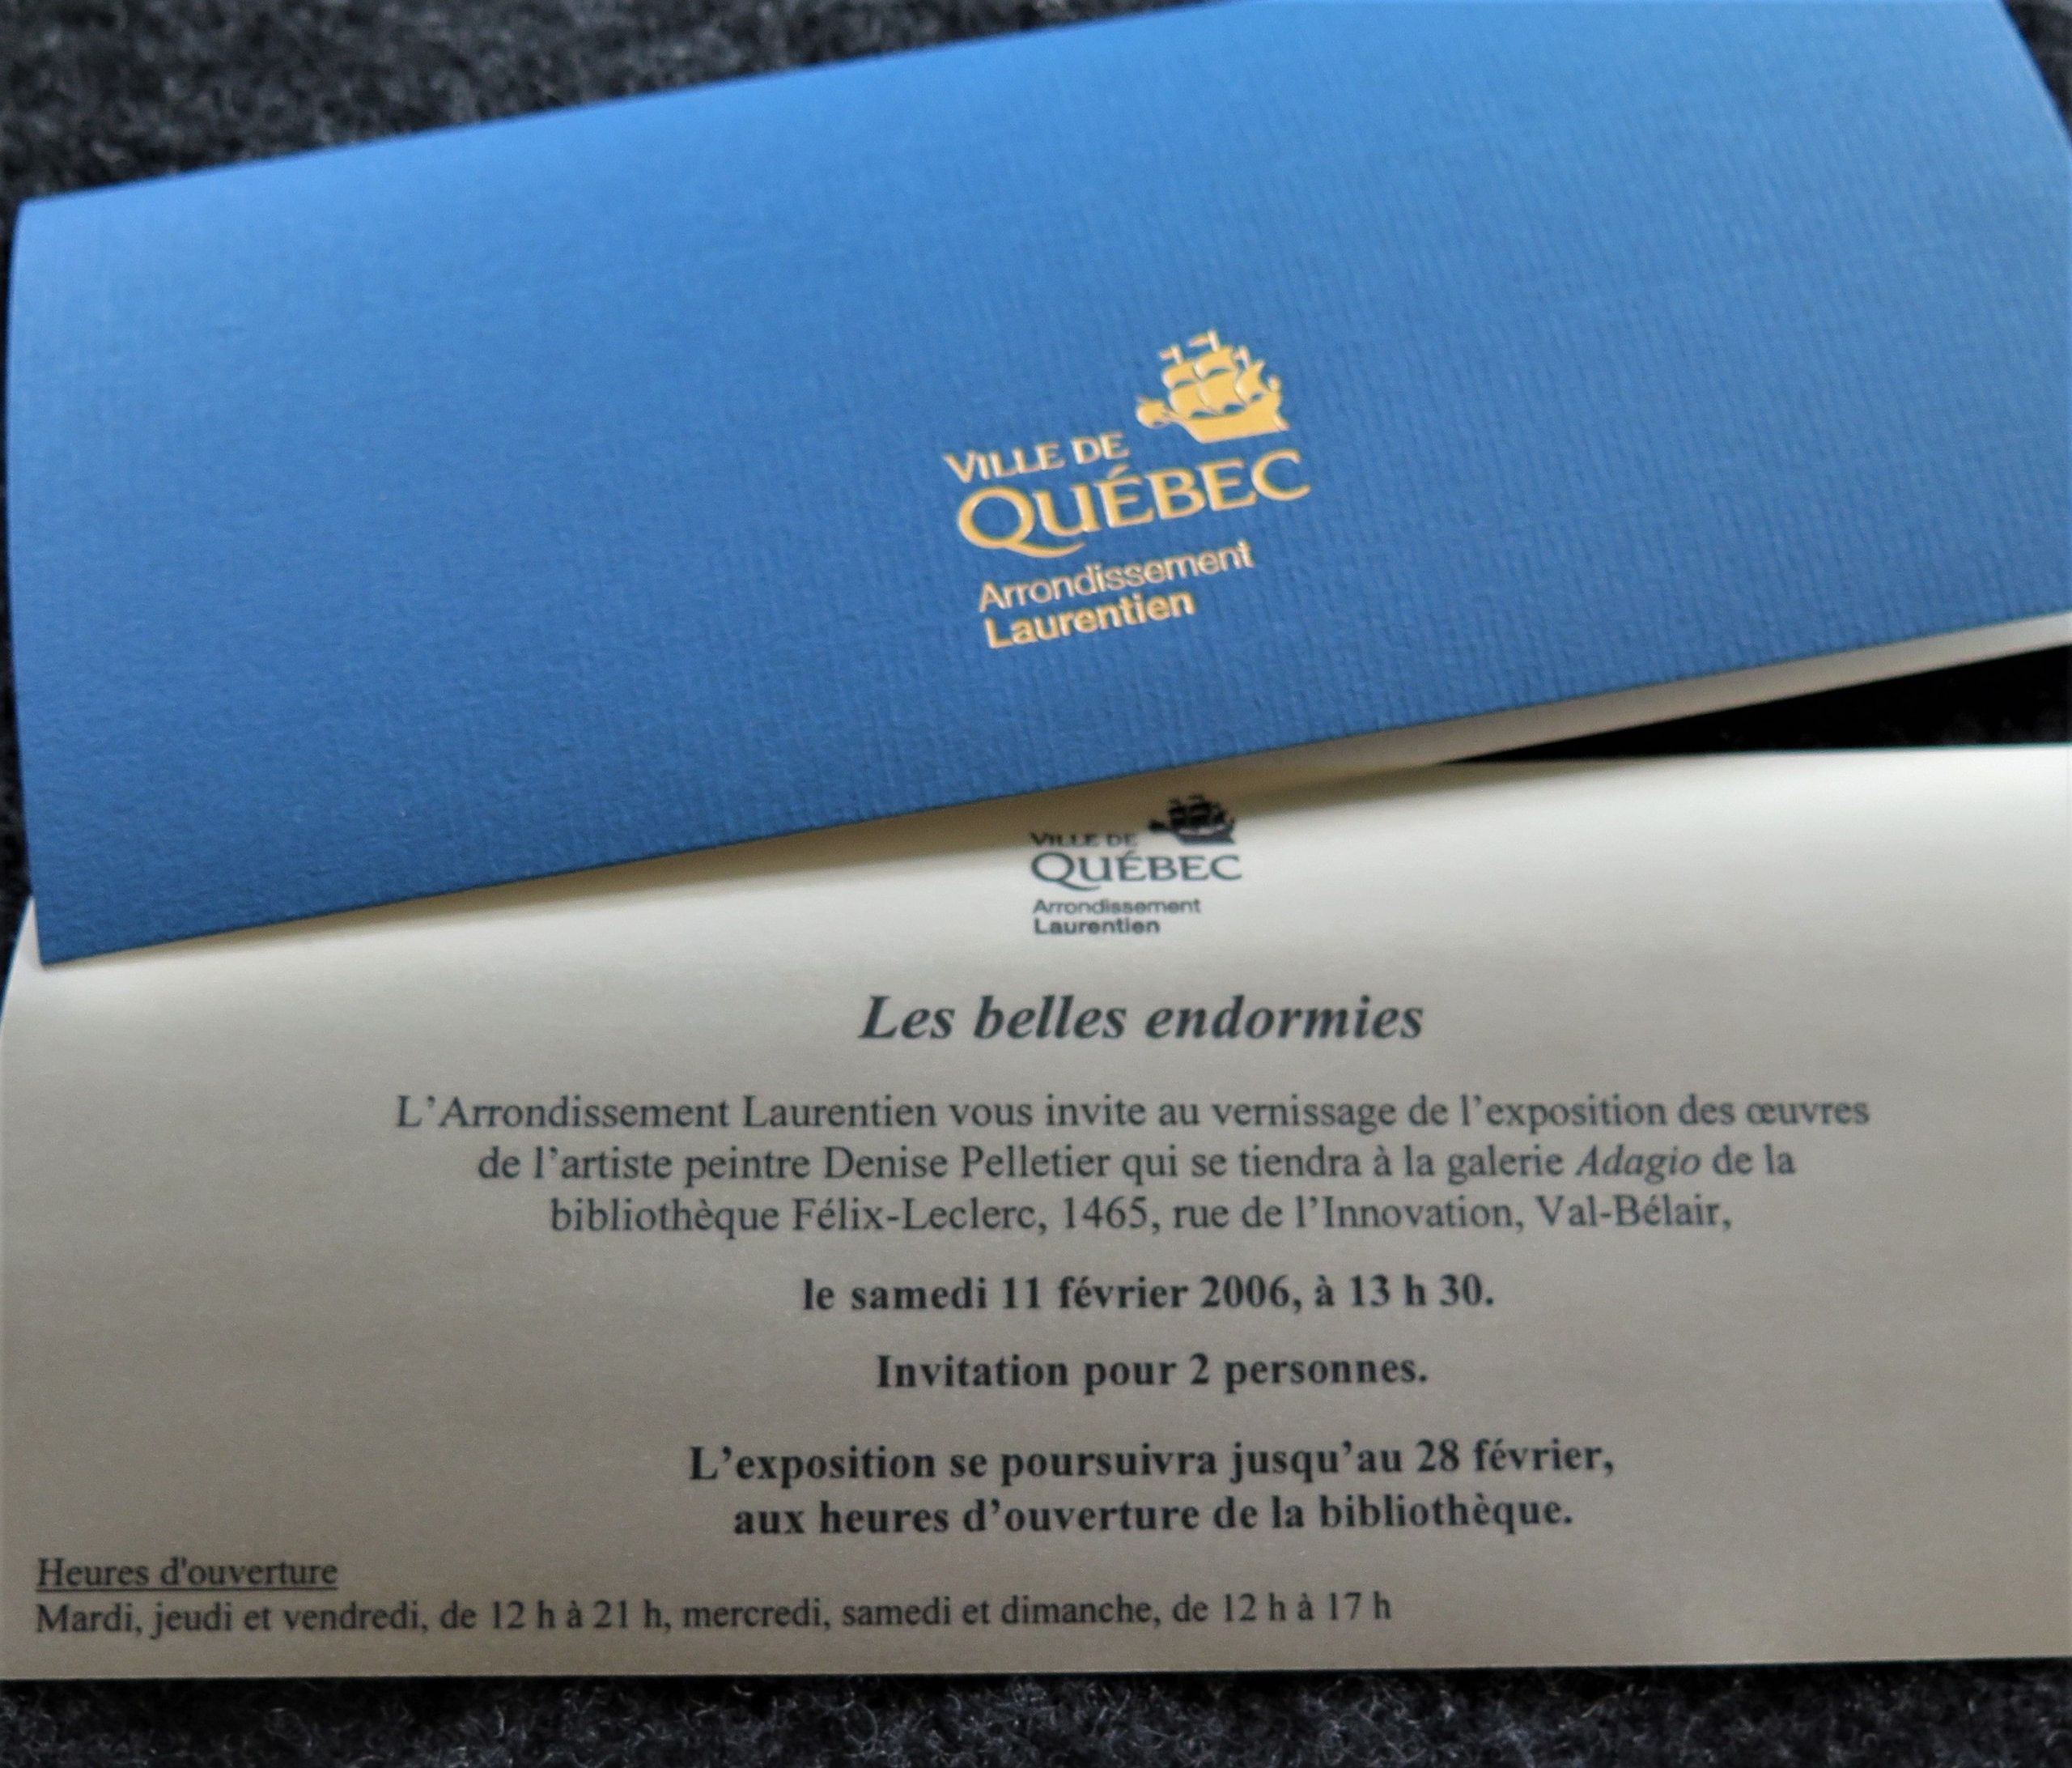 VILLE DE
QUÉBEC
Arrondissement
Laurentien
VILLE DE
QUÉBEC
Arrondissement
Laurentien
Les belles endormies
L’Arrondissement Laurentien vous invite au vernissage de l’exposition des œuvres
de l’artiste peintre Denise Pelletier qui se tiendra à la galerie Adagio de la
bibliothèque Félix-Leclerc, 1465, rue de l’Innovation, Val-Bélair,
le samedi 11 février 2006, à 13 h 30.
Invitation pour 2 personnes.
L’exposition se poursuivra jusqu’au 28 février,
aux heures d’ouverture de la bibliothèque.
Heures d'ouverture
Mardi, jeudi et vendredi, de 12 h à 21 h, mercredi, samedi et dimanche, de 12 h à 17 h